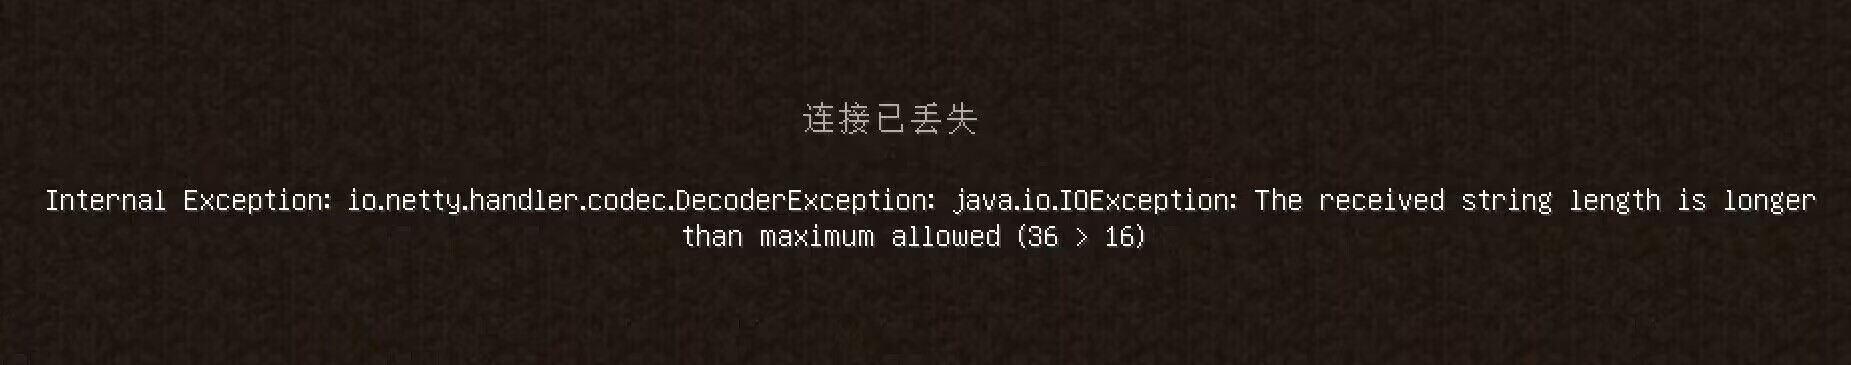 连接已丢失
Internal Exception: io.netty.handler.codec.DecoderException: java.io.IOException: The received string length is longer
than maximum allowed (36 > 16)